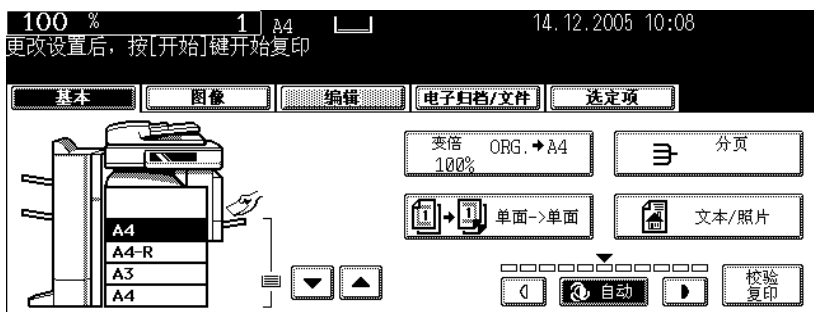 100 % 1 A4 14.12.2005 10:08
更改设置后，按[开始]键开始复印
基本 图像 编辑 电子归档/文件 选定项
变倍 ORG.➔A4
100%
分页
1➔1 单面->单面
文本/照片
A4
A4-R
A3
A4
自动
校验
复印